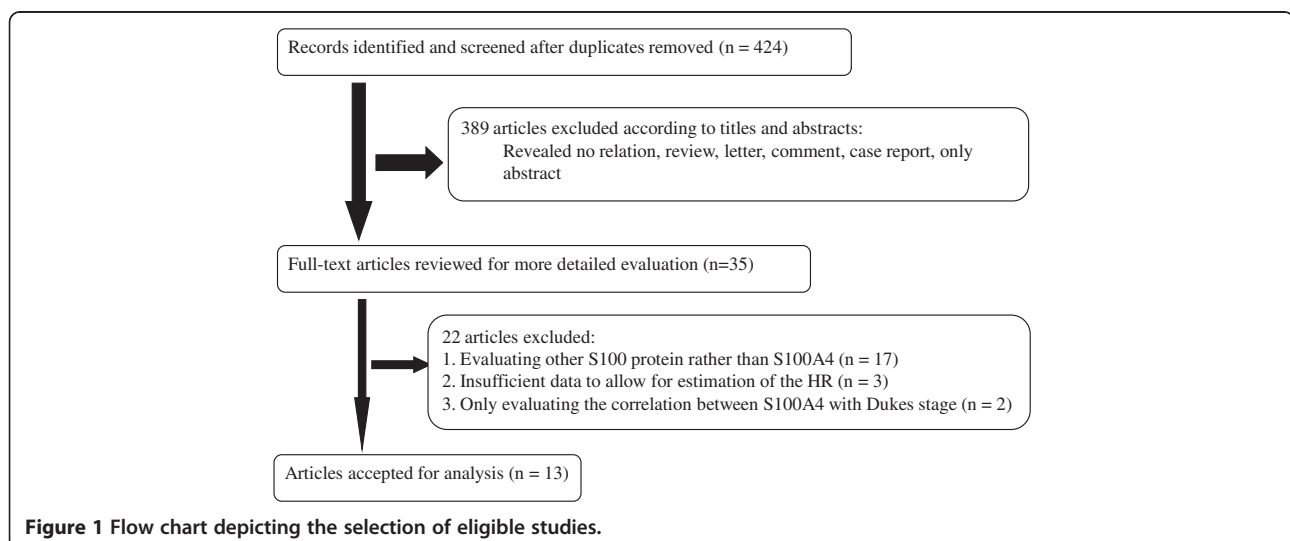 Records identified and screened after duplicates removed (n = 424)
389 articles excluded according to titles and abstracts:
Revealed no relation, review, letter, comment, case report, only
abstract
Full-text articles reviewed for more detailed evaluation (n=35)
22 articles excluded:
1. Evaluating other S100 protein rather than S100A4 (n = 17)
2. Insufficient data to allow for estimation of the HR (n = 3)
3. Only evaluating the correlation between S100A4 with Dukes stage (n = 2)
Articles accepted for analysis (n = 13)
Figure 1 Flow chart depicting the selection of eligible studies.